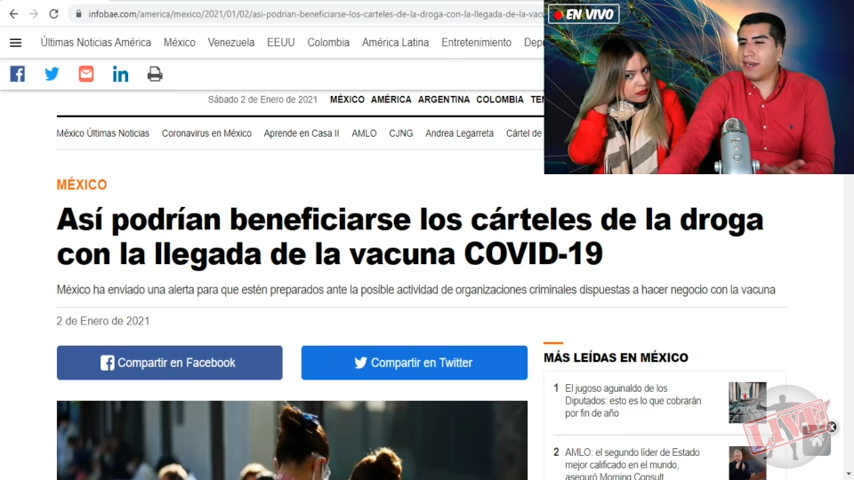 infobae.com/america/mexico/2021/01/02/asi-podrian-beneficiarse-los-carteles-de-la-droga-con-la-llegada-de-la-vacu
EN VIVO
Últimas Noticias América México Venezuela EEUU Colombia América Latina Entretenimiento
Sábado 2 de Enero de 2021 MÉXICO AMÉRICA ARGENTINA COLOMBIA
México Últimas Noticias Coronavirus en México Aprende en Casa II AMLO CJNG Andrea Legarreta Cártel de
MÉXICO
Así podrían beneficiarse los cárteles de la droga
con la llegada de la vacuna COVID-19
México ha enviado una alerta para que estén preparados ante la posible actividad de organizaciones criminales dispuestas a hacer negocio con la vacuna
2 de Enero de 2021
Compartir en Facebook Compartir en Twitter
MÁS LEÍDAS EN MÉXICO
1 El jugoso aguinaldo de los
Diputados: esto es lo que cobrarán
por fin de año
2 AMLO: el segundo líder de Estado
mejor calificado en el mundo,
aseguró Morning Consult
LIVE